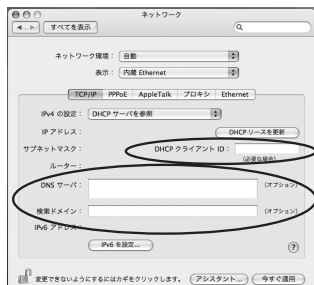 ネットワーク
すべてを表示
ネットワーク環境： 自動
表示： 内蔵 Ethernet
TCP/IP PPPoE AppleTalk プロキシ Ethernet
IPv4 の設定： DHCP サーバを参照
IP アドレス： DHCP リースを更新
サブネットマスク： DHCP クライアント ID：
(必要な場合)
ルーター：
DNS サーバ： (オプション)
検索ドメイン： (オプション)
IPv6 アドレス：
IPv6 を設定...
?
変更できないようにするにはカギをクリックします。 アシスタント... 今すぐ適用